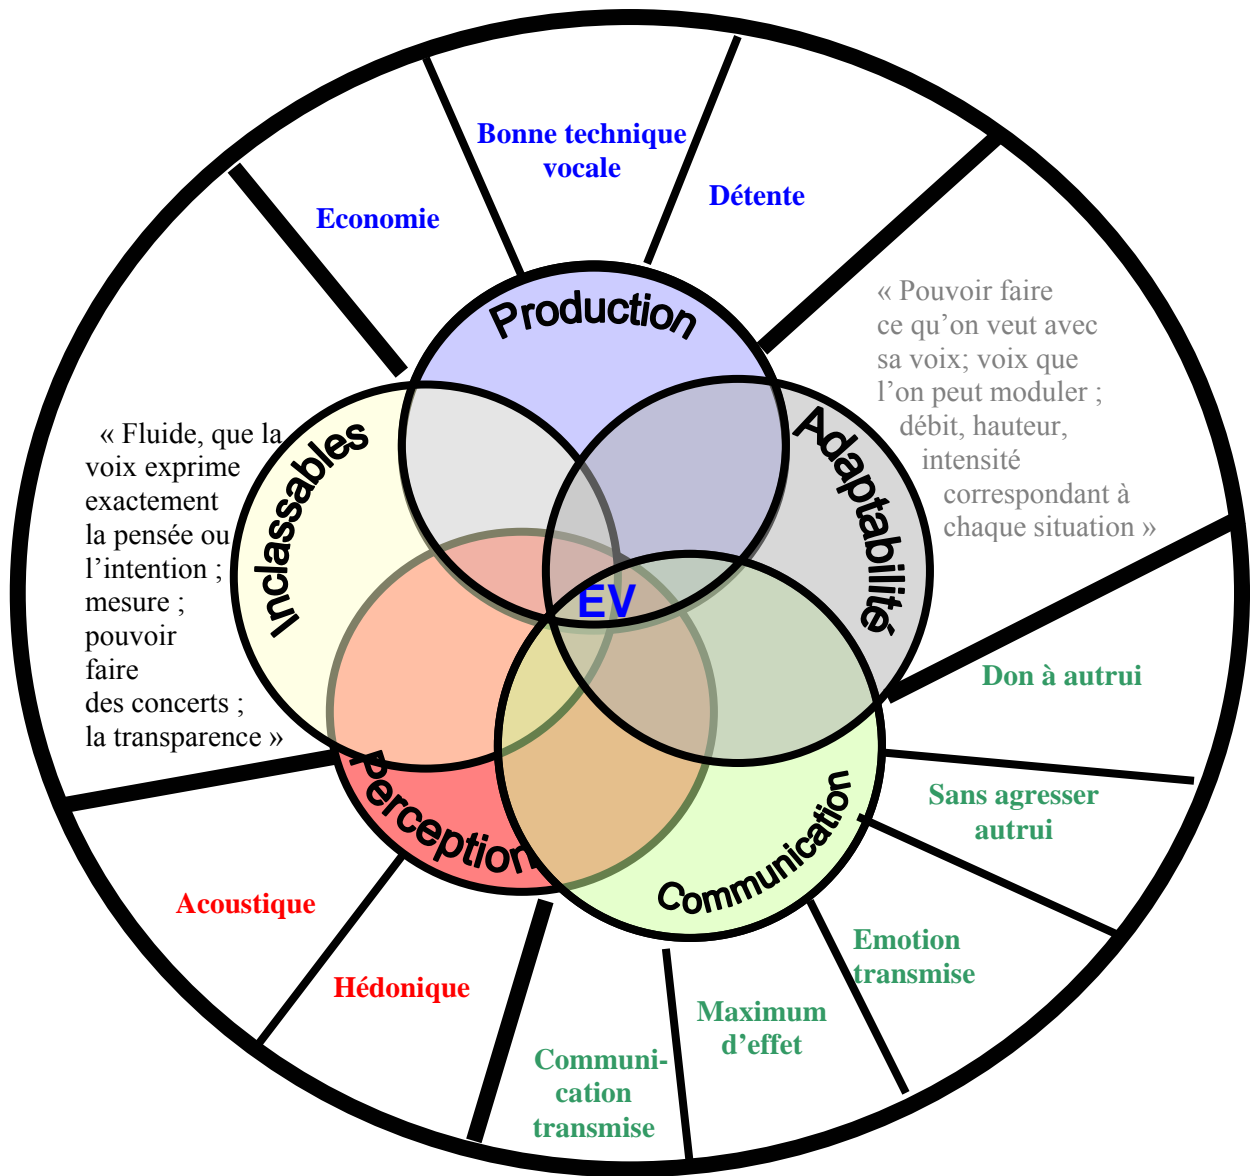 Bonne technique
vocale
Economie
Détente
Production
« Pouvoir faire
ce qu’on veut avec
sa voix; voix que
l’on peut moduler ;
débit, hauteur,
intensité
correspondant à
chaque situation »
Adaptabilité
Inclassables
« Fluide, que la
voix exprime
exactement
la pensée ou
l’intention ;
mesure ;
pouvoir
faire
des concerts ;
la transparence »
EV
Don à autrui
Sans agresser
autrui
Perception
Communication
Acoustique
Hédonique
Emotion
transmise
Maximum
d’effet
Communi-
cation
transmise